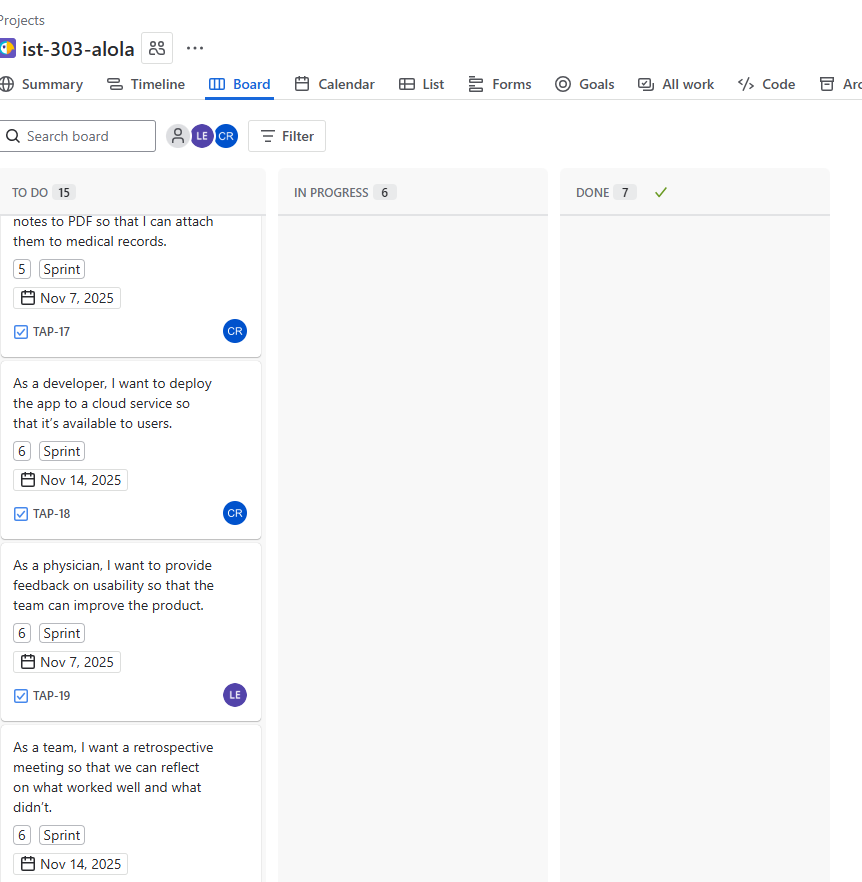 Projects
ist-303-alola
Summary
Timeline
Board
Calendar
List
Forms
Goals
All work
Code
Search board
LE
CR
Filter
TO DO 15
IN PROGRESS 6
DONE 7
notes to PDF so that I can attach
them to medical records.
5 Sprint
Nov 7, 2025
TAP-17
CR
As a developer, I want to deploy
the app to a cloud service so
that it’s available to users.
6 Sprint
Nov 14, 2025
TAP-18
CR
As a physician, I want to provide
feedback on usability so that the
team can improve the product.
6 Sprint
Nov 7, 2025
TAP-19
LE
As a team, I want a retrospective
meeting so that we can reflect
on what worked well and what
didn’t.
6 Sprint
Nov 14, 2025